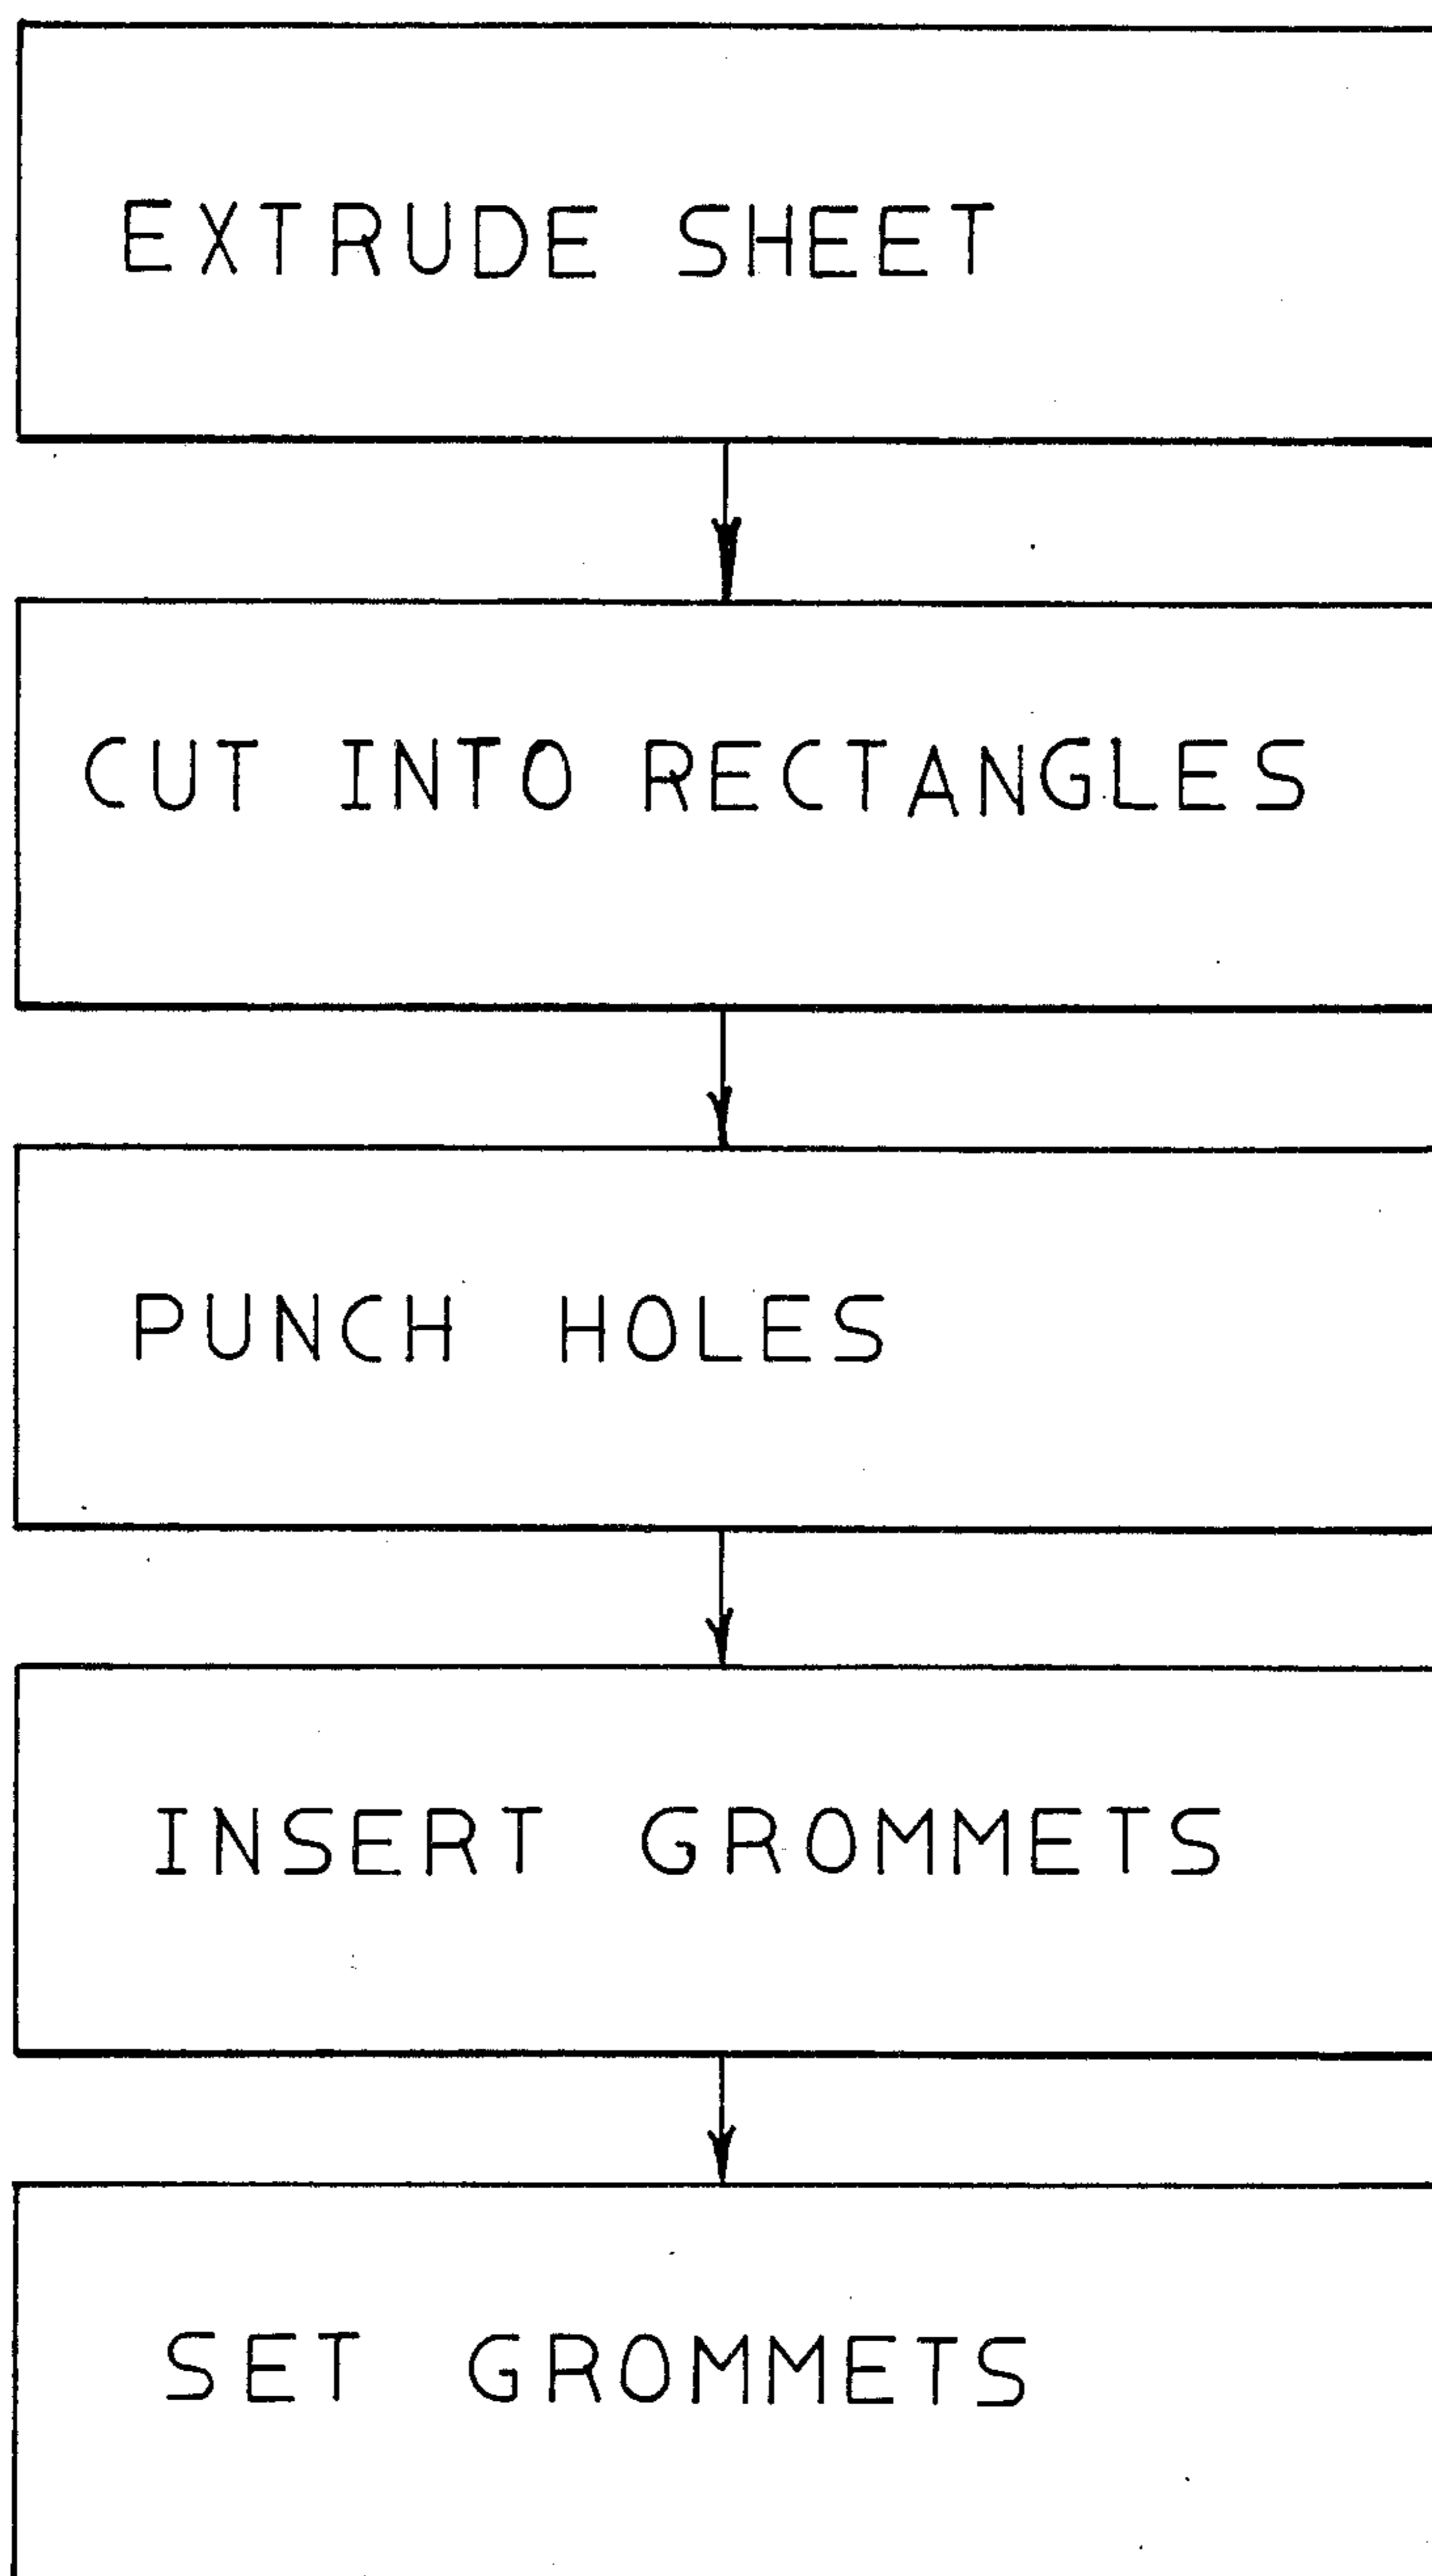 EXTRUDE SHEET
CUT INTO RECTANGLES
PUNCH HOLES
INSERT GROMMETS
SET GROMMETS